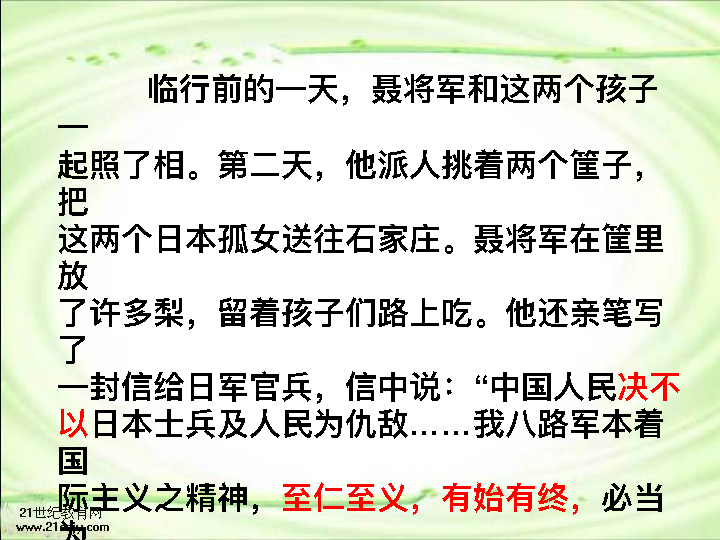 临行前的一天，聂将军和这两个孩子
一
起照了相。第二天，他派人挑着两个筐子，
把
这两个日本孤女送往石家庄。聂将军在筐里
放
了许多梨，留着孩子们路上吃。他还亲笔写
了
一封信给日军官兵，信中说：“中国人民决不
以日本士兵及人民为仇敌……我八路军本着
国
际主义之精神，至仁至义，有始有终，必当
21世纪教育网